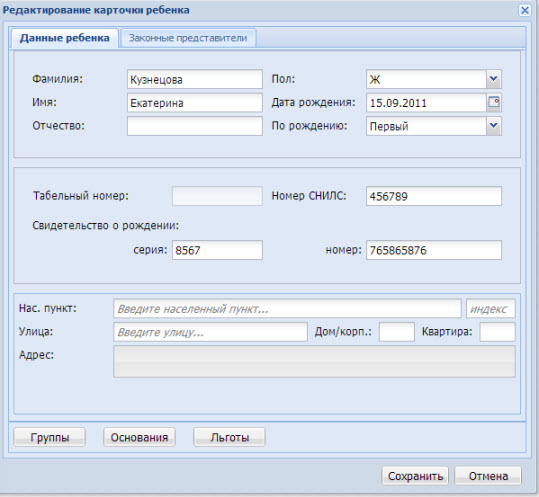 Редактирование карточки ребенка
Данные ребенка Законные представители
Фамилия: Кузнецова Пол: Ж
Имя: Екатерина Дата рождения: 15.09.2011
Отчество: По рождению: Первый
Табельный номер: Номер СНИЛС: 456789
Свидетельство о рождении:
серия: 8567 номер: 765865876
Нас. пункт: Введите населенный пункт... индекс
Улица: Введите улицу... Дом/корп.: Квартира:
Адрес:
Группы Основания Льготы
Сохранить Отмена